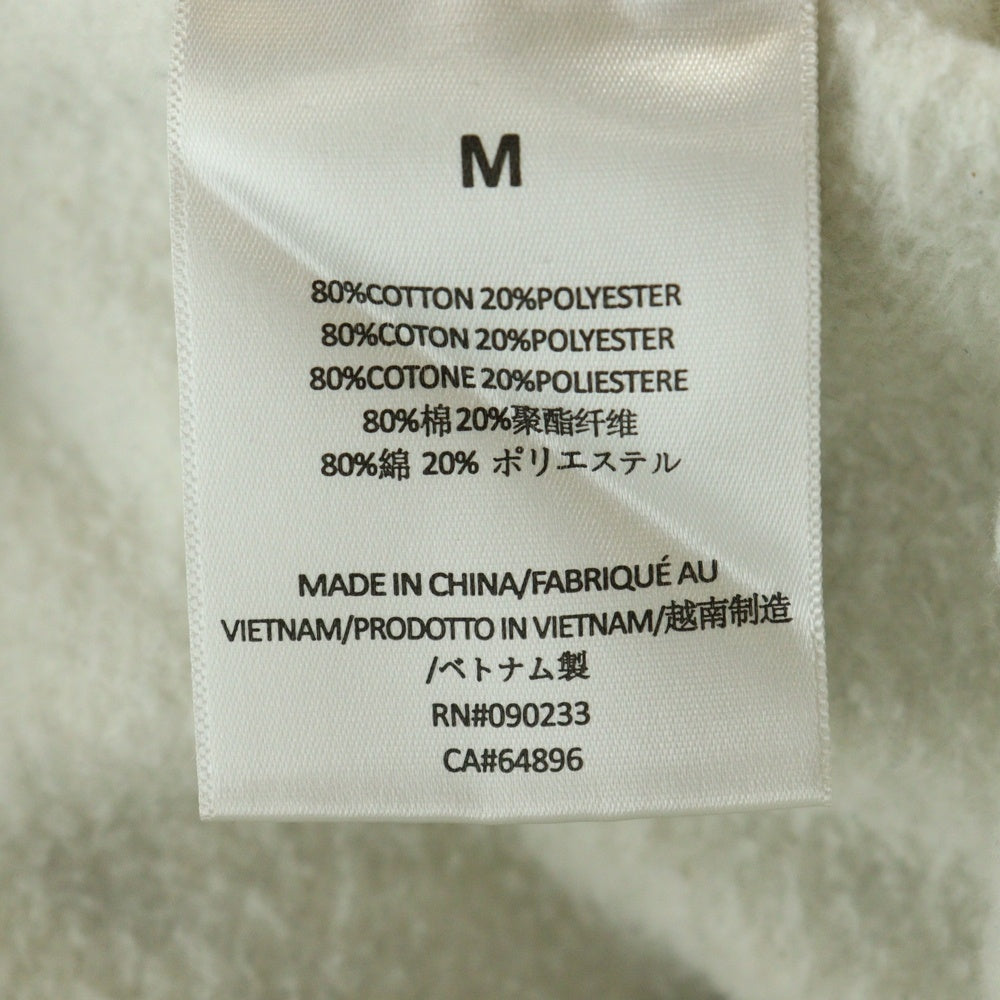 M
80%COTTON 20%POLYESTER
80%COTON 20%POLYESTER
80%COTONE 20%POLIESTERE
80%棉 20%聚酯纤维
80%綿 20% ポリエステル
MADE IN CHINA/FABRIQUÉ AU
VIETNAM/PRODOTTO IN VIETNAM/越南制造
/ベトナム製
RN#090233
CA#64896